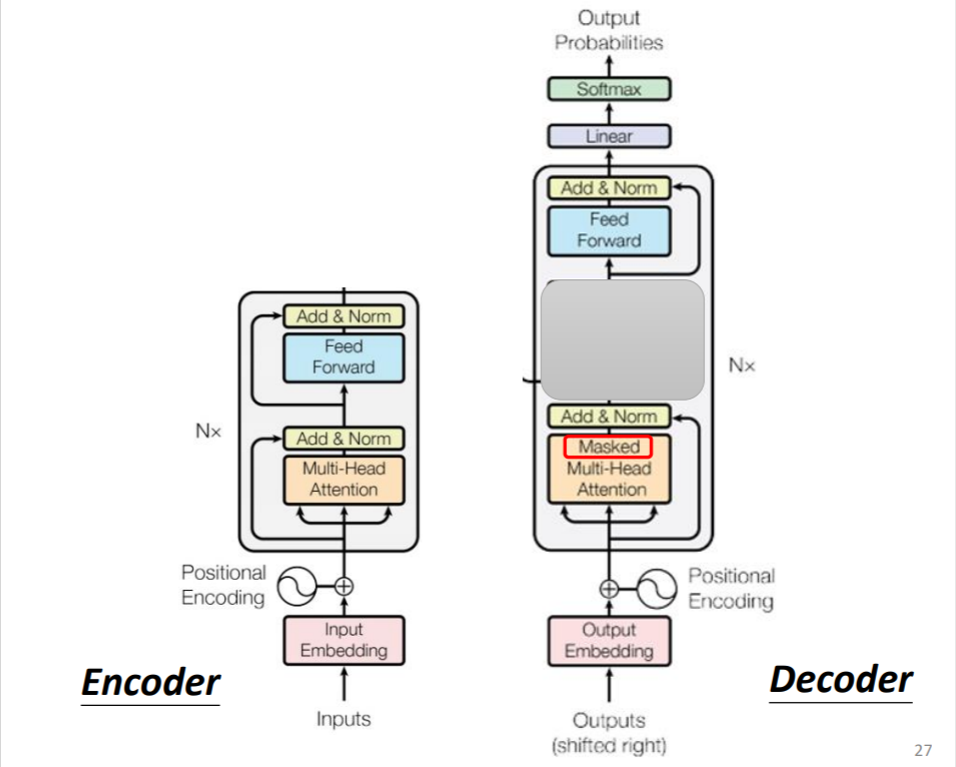 Output
Probabilities
Softmax
Linear
Add & Norm
Feed
Forward
Add & Norm
Masked
Multi-Head
Attention
Nx
Positional
Encoding
Output
Embedding
Outputs
(shifted right)
Decoder
Add & Norm
Feed
Forward
Add & Norm
Multi-Head
Attention
Nx
Positional
Encoding
Input
Embedding
Inputs
Encoder
27